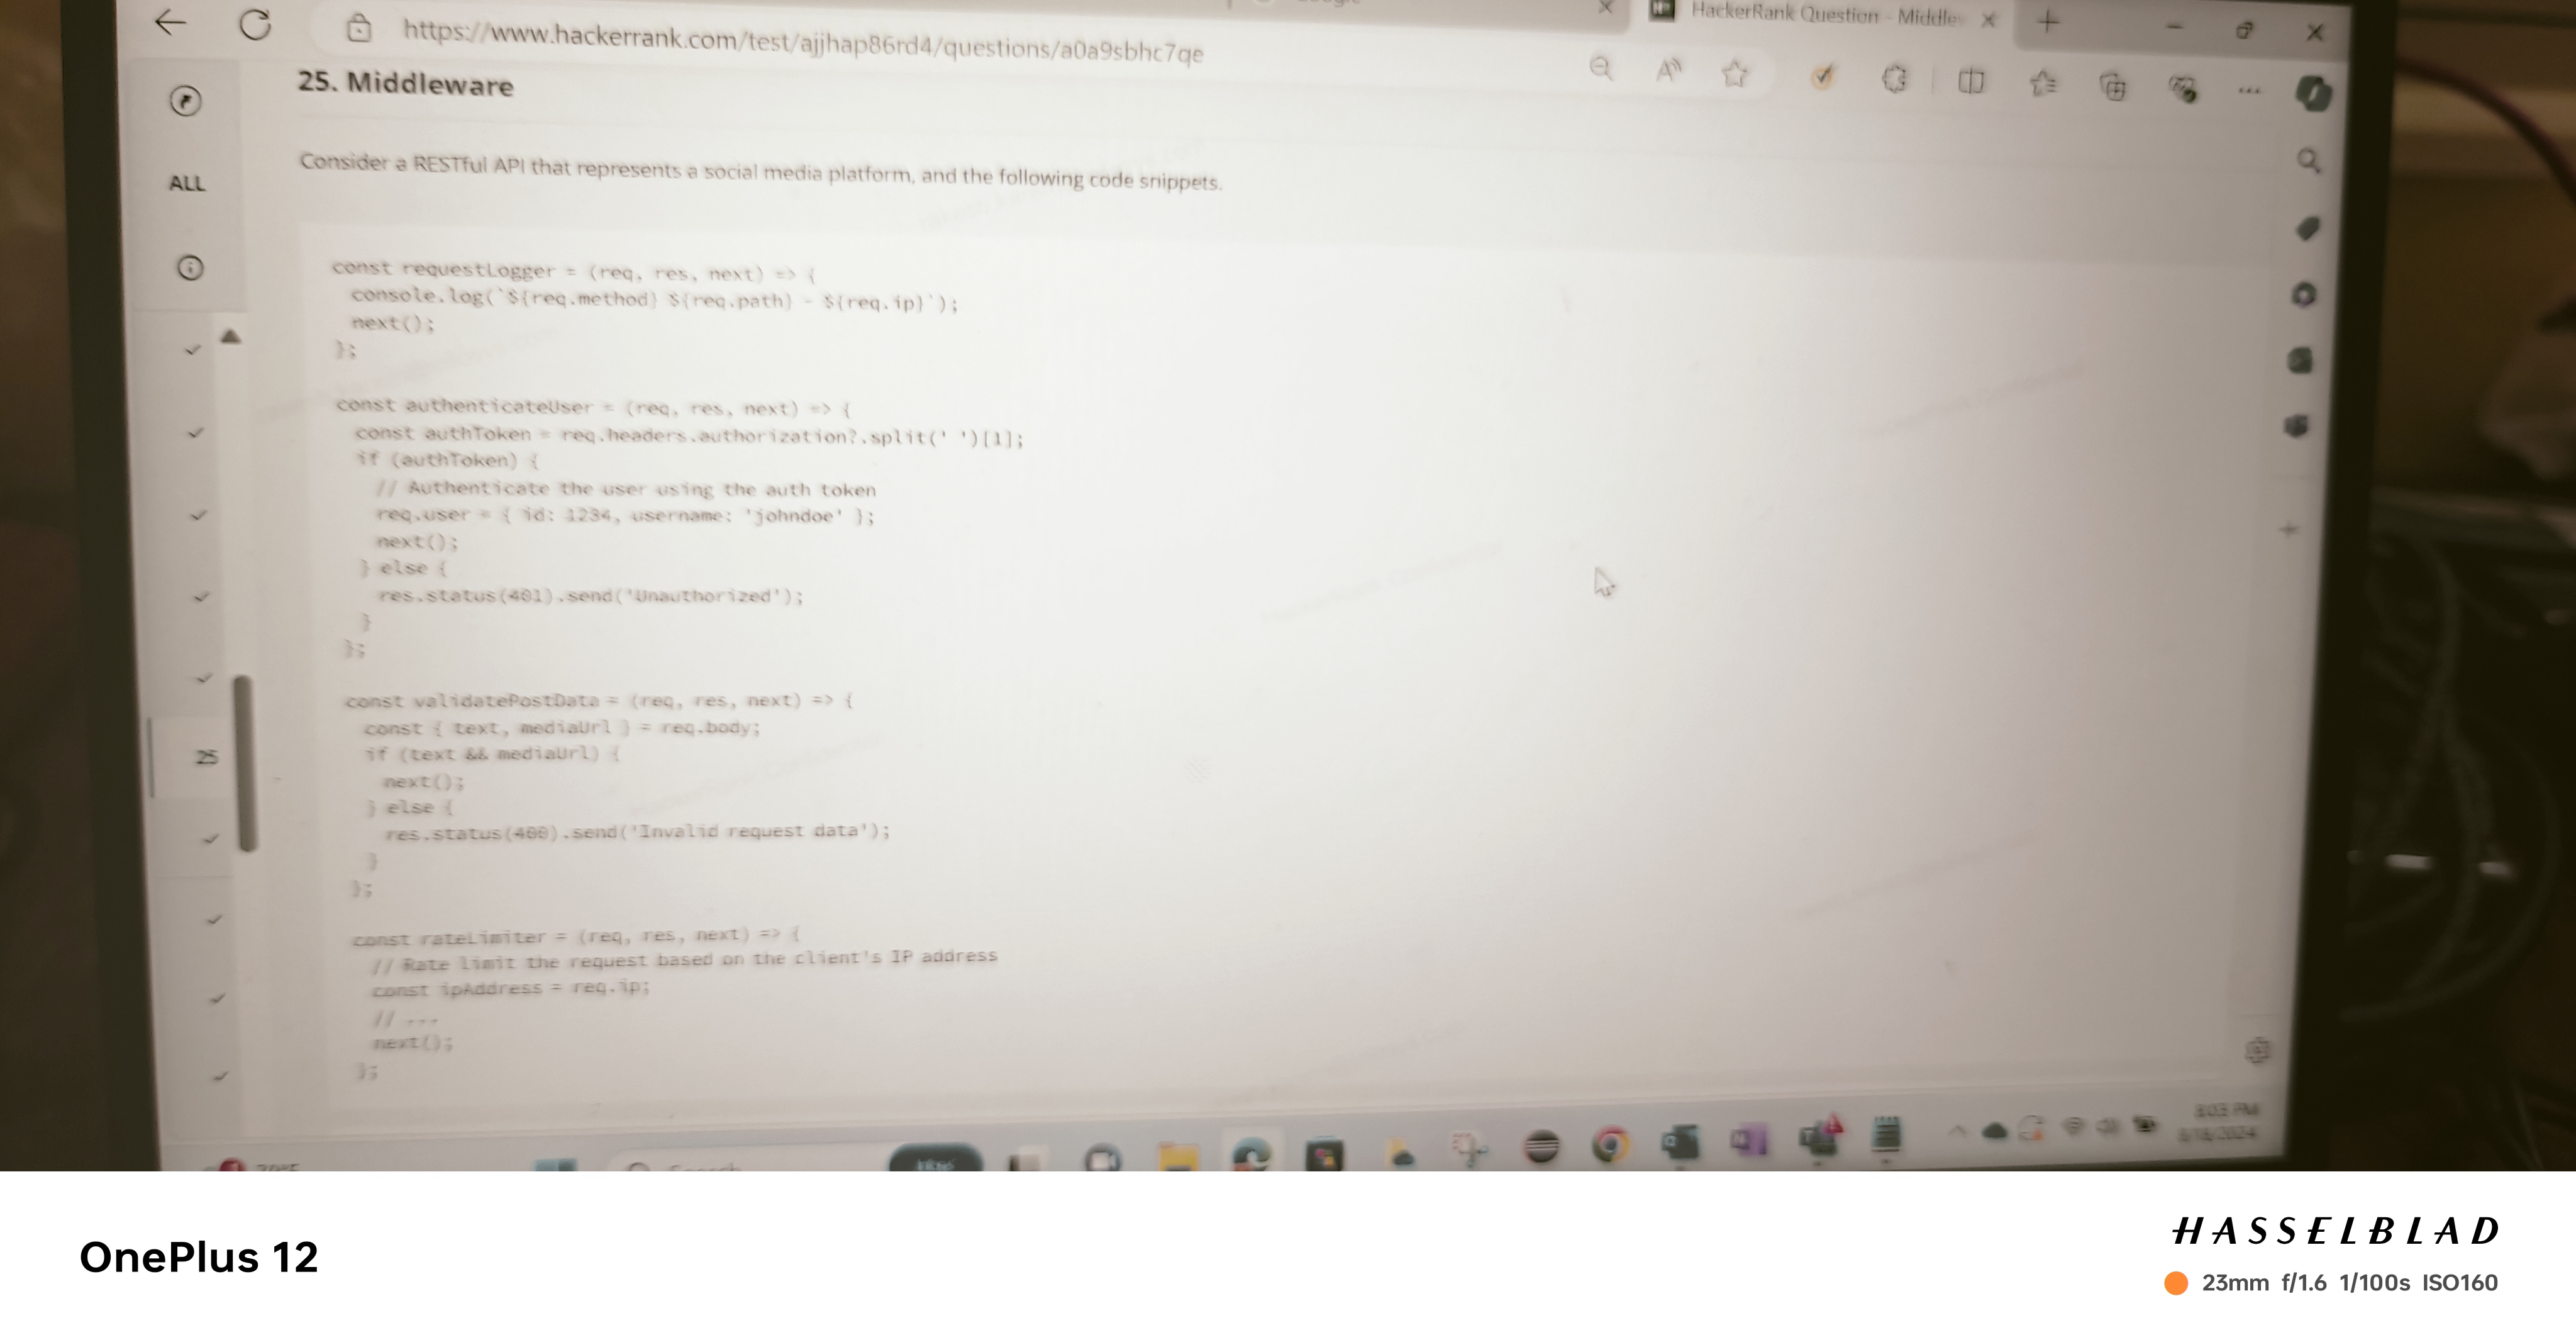 https://www.hackerrank.com/test/ajjhap86rd4/questions/a0a9sbhc7qe
HackerRank Question - Middle
25. Middleware
ALL
Consider a RESTful API that represents a social media platform, and the following code snippets.
const requestLogger = (req, res, next) => {
console.log(`${req.method} ${req.path} - ${req.ip}`);
next();
};
const authenticateUser = (req, res, next) => {
const authToken = req.headers.authorization?.split(' ')[1];
if (authToken) {
// Authenticate the user using the auth token
req.user = { id: 1234, username: 'johndoe' };
next();
} else {
res.status(401).send('Unauthorized');
}
};
const validatePostData = (req, res, next) => {
const { text, mediaUrl } = req.body;
if (text && mediaUrl) {
next();
} else {
res.status(400).send('Invalid request data');
}
};
25
const rateLimiter = (req, res, next) => {
// Rate limit the request based on the client's IP address
const ipAddress = req.ip;
// ...
next();
};
8:03 PM
Search
OnePlus 12
HASSELBLAD
23mm f/1.6 1/100s ISO160